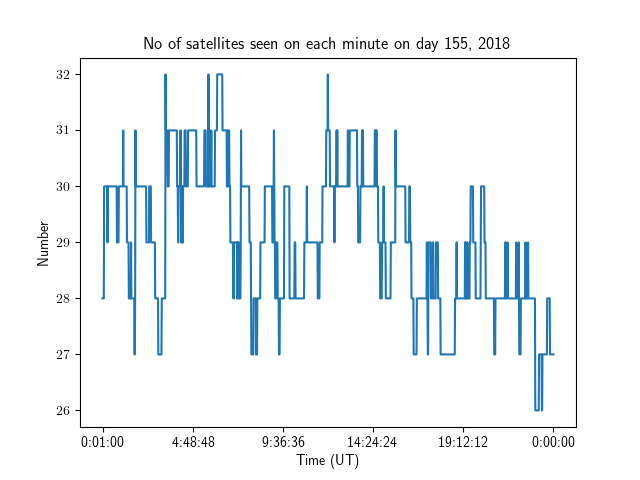 No of satellites seen on each minute on day 155, 2018
32
31
30
29
28
27
26
Number
0:01:00 4:48:48 9:36:36 14:24:24 19:12:12 0:00:00
Time (UT)